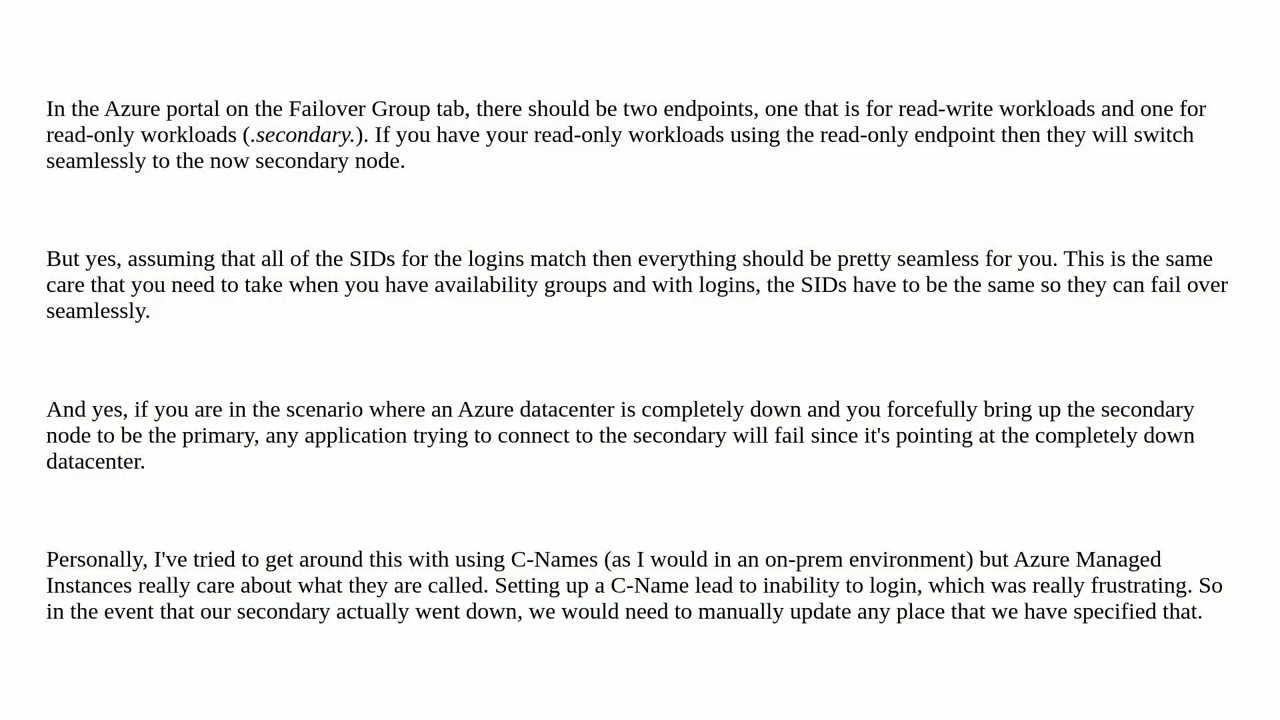 In the Azure portal on the Failover Group tab, there should be two endpoints, one that is for read-write workloads and one for
read-only workloads (.secondary.). If you have your read-only workloads using the read-only endpoint then they will switch
seamlessly to the now secondary node.
But yes, assuming that all of the SIDs for the logins match then everything should be pretty seamless for you. This is the same
care that you need to take when you have availability groups and with logins, the SIDs have to be the same so they can fail over
seamlessly.
And yes, if you are in the scenario where an Azure datacenter is completely down and you forcefully bring up the secondary
node to be the primary, any application trying to connect to the secondary will fail since it's pointing at the completely down
datacenter.
Personally, I've tried to get around this with using C-Names (as I would in an on-prem environment) but Azure Managed
Instances really care about what they are called. Setting up a C-Name lead to inability to login, which was really frustrating. So
in the event that our secondary actually went down, we would need to manually update any place that we have specified that.